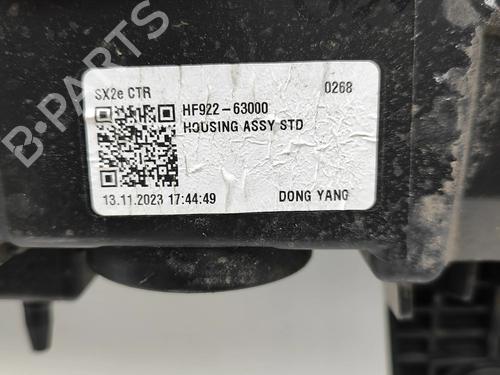 SX2e CTR 0268
HF922-63000
HOUSING ASSY STD
13.11.2023 17:44:49 DONG YANG
B-PARTS